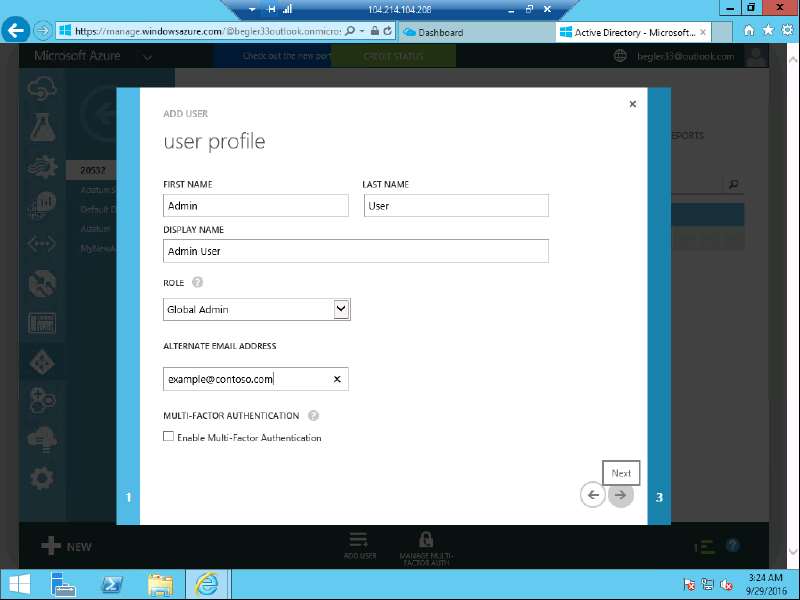 104.214.104.208
https://manage.windowsazure.com/@begler33outlook.onmicros
Dashboard
Active Directory - Microsoft...
Microsoft Azure
Check out the new port
CREDIT STATUS
begler33@outlook.com
ADD USER
user profile
REPORTS
20532
FIRST NAME
LAST NAME
Adatum S
Admin
User
Default D
Adatum
DISPLAY NAME
MyNewA
Admin User
ROLE
?
Global Admin
ALTERNATE EMAIL ADDRESS
example@contoso.com
MULTI-FACTOR AUTHENTICATION
?
Enable Multi-Factor Authentication
Next
1
3
NEW
ADD USER
MANAGE MULTI-
FACTOR AUTH
1
?
3:24 AM
9/29/2016